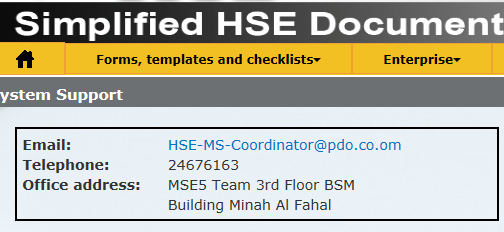 Simplified HSE Document
Forms, templates and checklists Enterprise
ystem Support
Email: HSE-MS-Coordinator@pdo.co.om
Telephone: 24676163
Office address: MSE5 Team 3rd Floor BSM
Building Minah Al Fahal